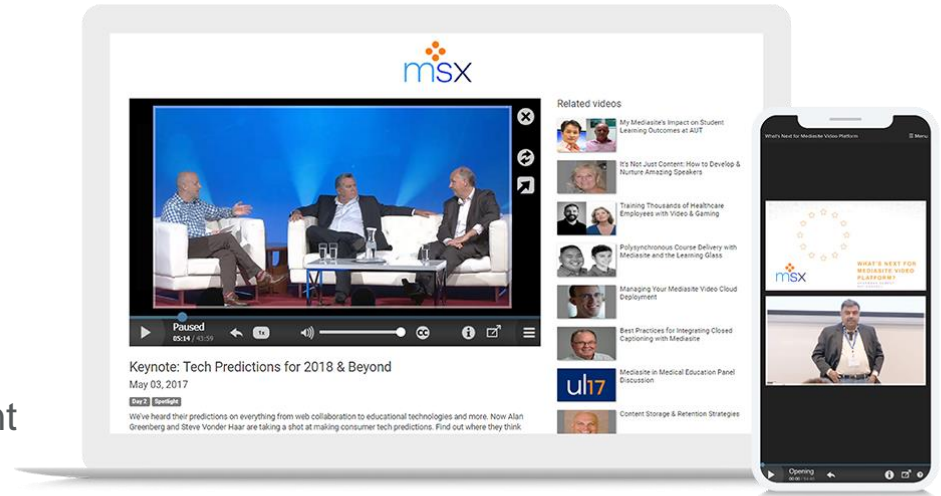 msx
Related videos
My Mediasite's Impact on Student
Learning Outcomes at AUT
It's Not Just Content: How to Develop &
Nurture Amazing Speakers
Training Thousands of Healthcare
Employees with Video & Gaming
Polysynchronous Course Delivery with
Mediasite and the Learning Glass
Managing Your Mediasite Video Cloud
Deployment
Best Practices for Integrating Closed
Captioning with Mediasite
ul17
Mediasite in Medical Education Panel
Discussion
Content Storage & Retention Strategies
Paused
05:14 / 43:59
1x
CC
Keynote: Tech Predictions for 2018 & Beyond
May 03, 2017
Day 2 Spotlight
We've heard their predictions on everything from web collaboration to educational technologies and more. Now Alan
Greenberg and Steve Vonder Haar are taking a shot at making consumer tech predictions. Find out where they think
nt
What's Next for Mediasite Video Platform
Menu
msx
WHAT'S NEXT FOR
MEDIASITE VIDEO
PLATFORM?
Opening
00:00